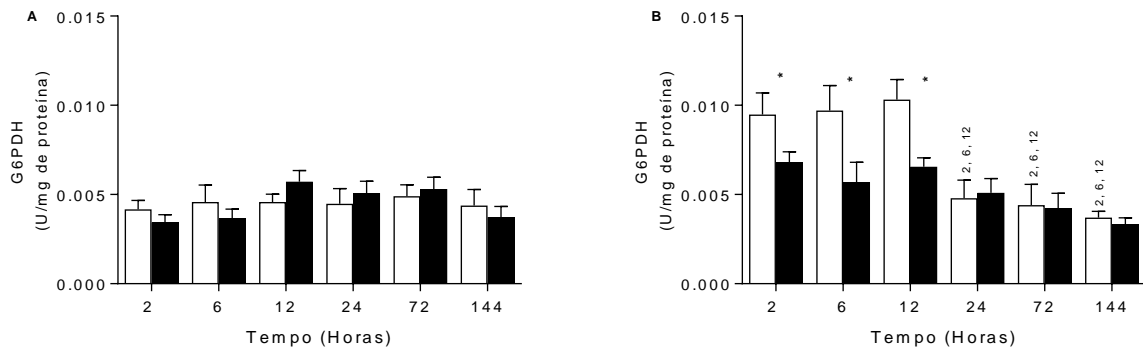 A
G6PDH
(U/mg de proteína)
0.015
0.010
0.005
0.000
2 6 12 24 72 144
Tempo (Horas)
B
G6PDH
(U/mg de proteína)
0.015
0.010
0.005
0.000
* * *
2, 6, 12 2, 6, 12 2, 6, 12
2 6 12 24 72 144
Tempo (Horas)